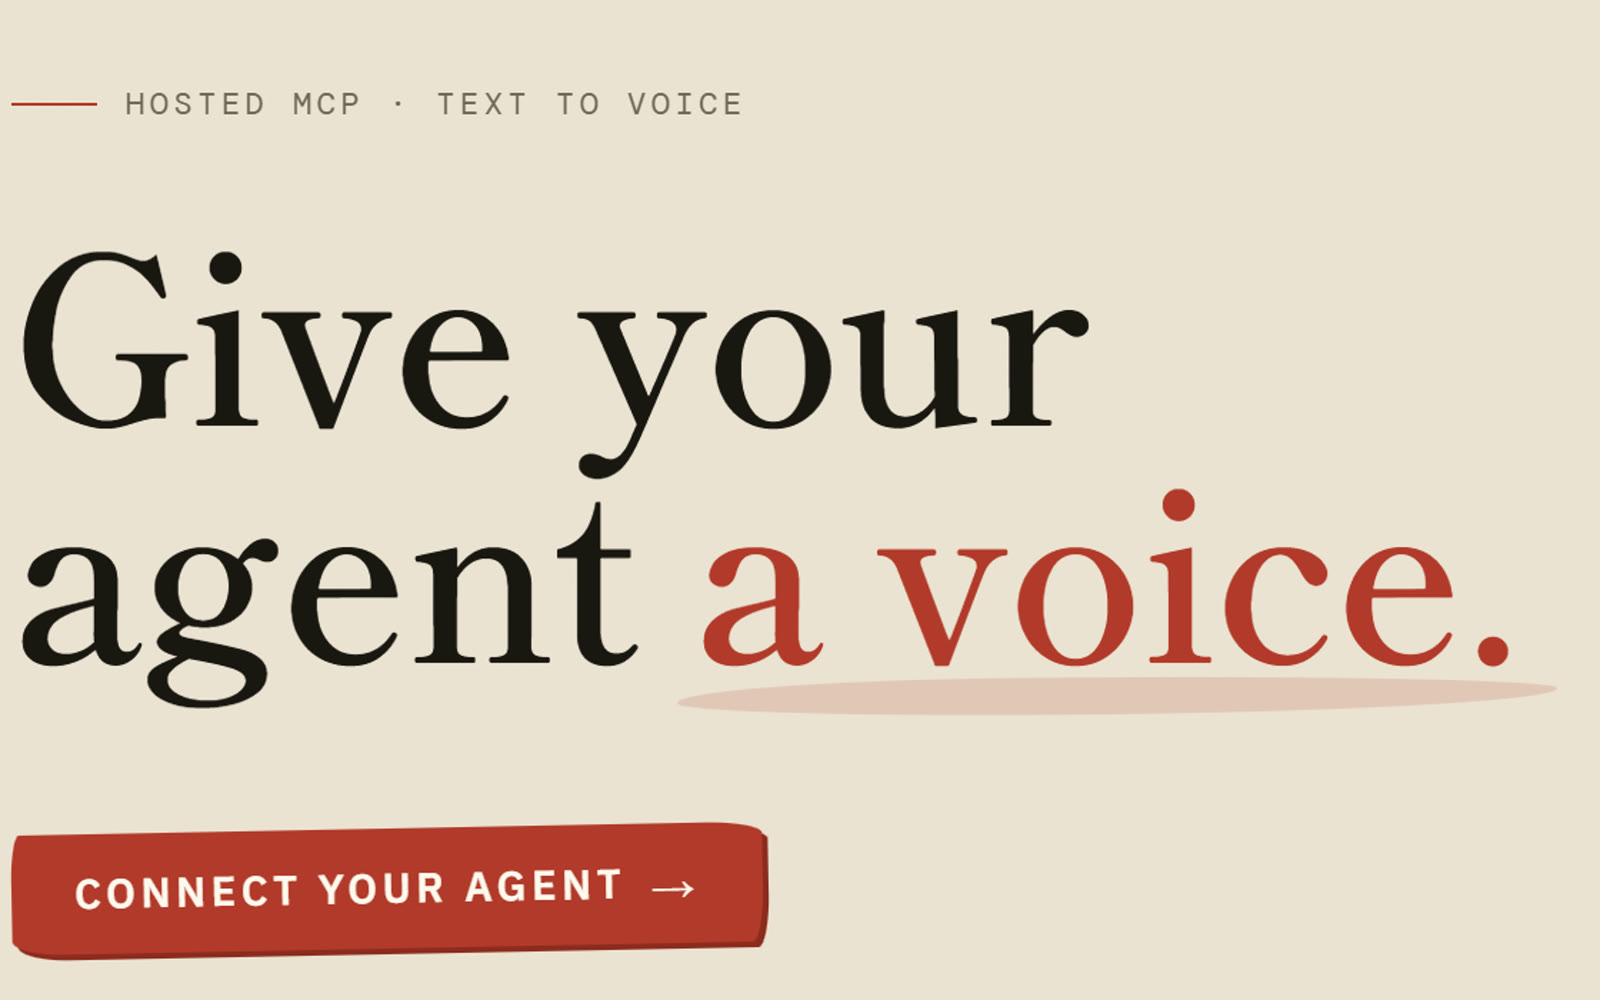 HOSTED MCP · TEXT TO VOICE
Give your
agent a voice.
CONNECT YOUR AGENT →